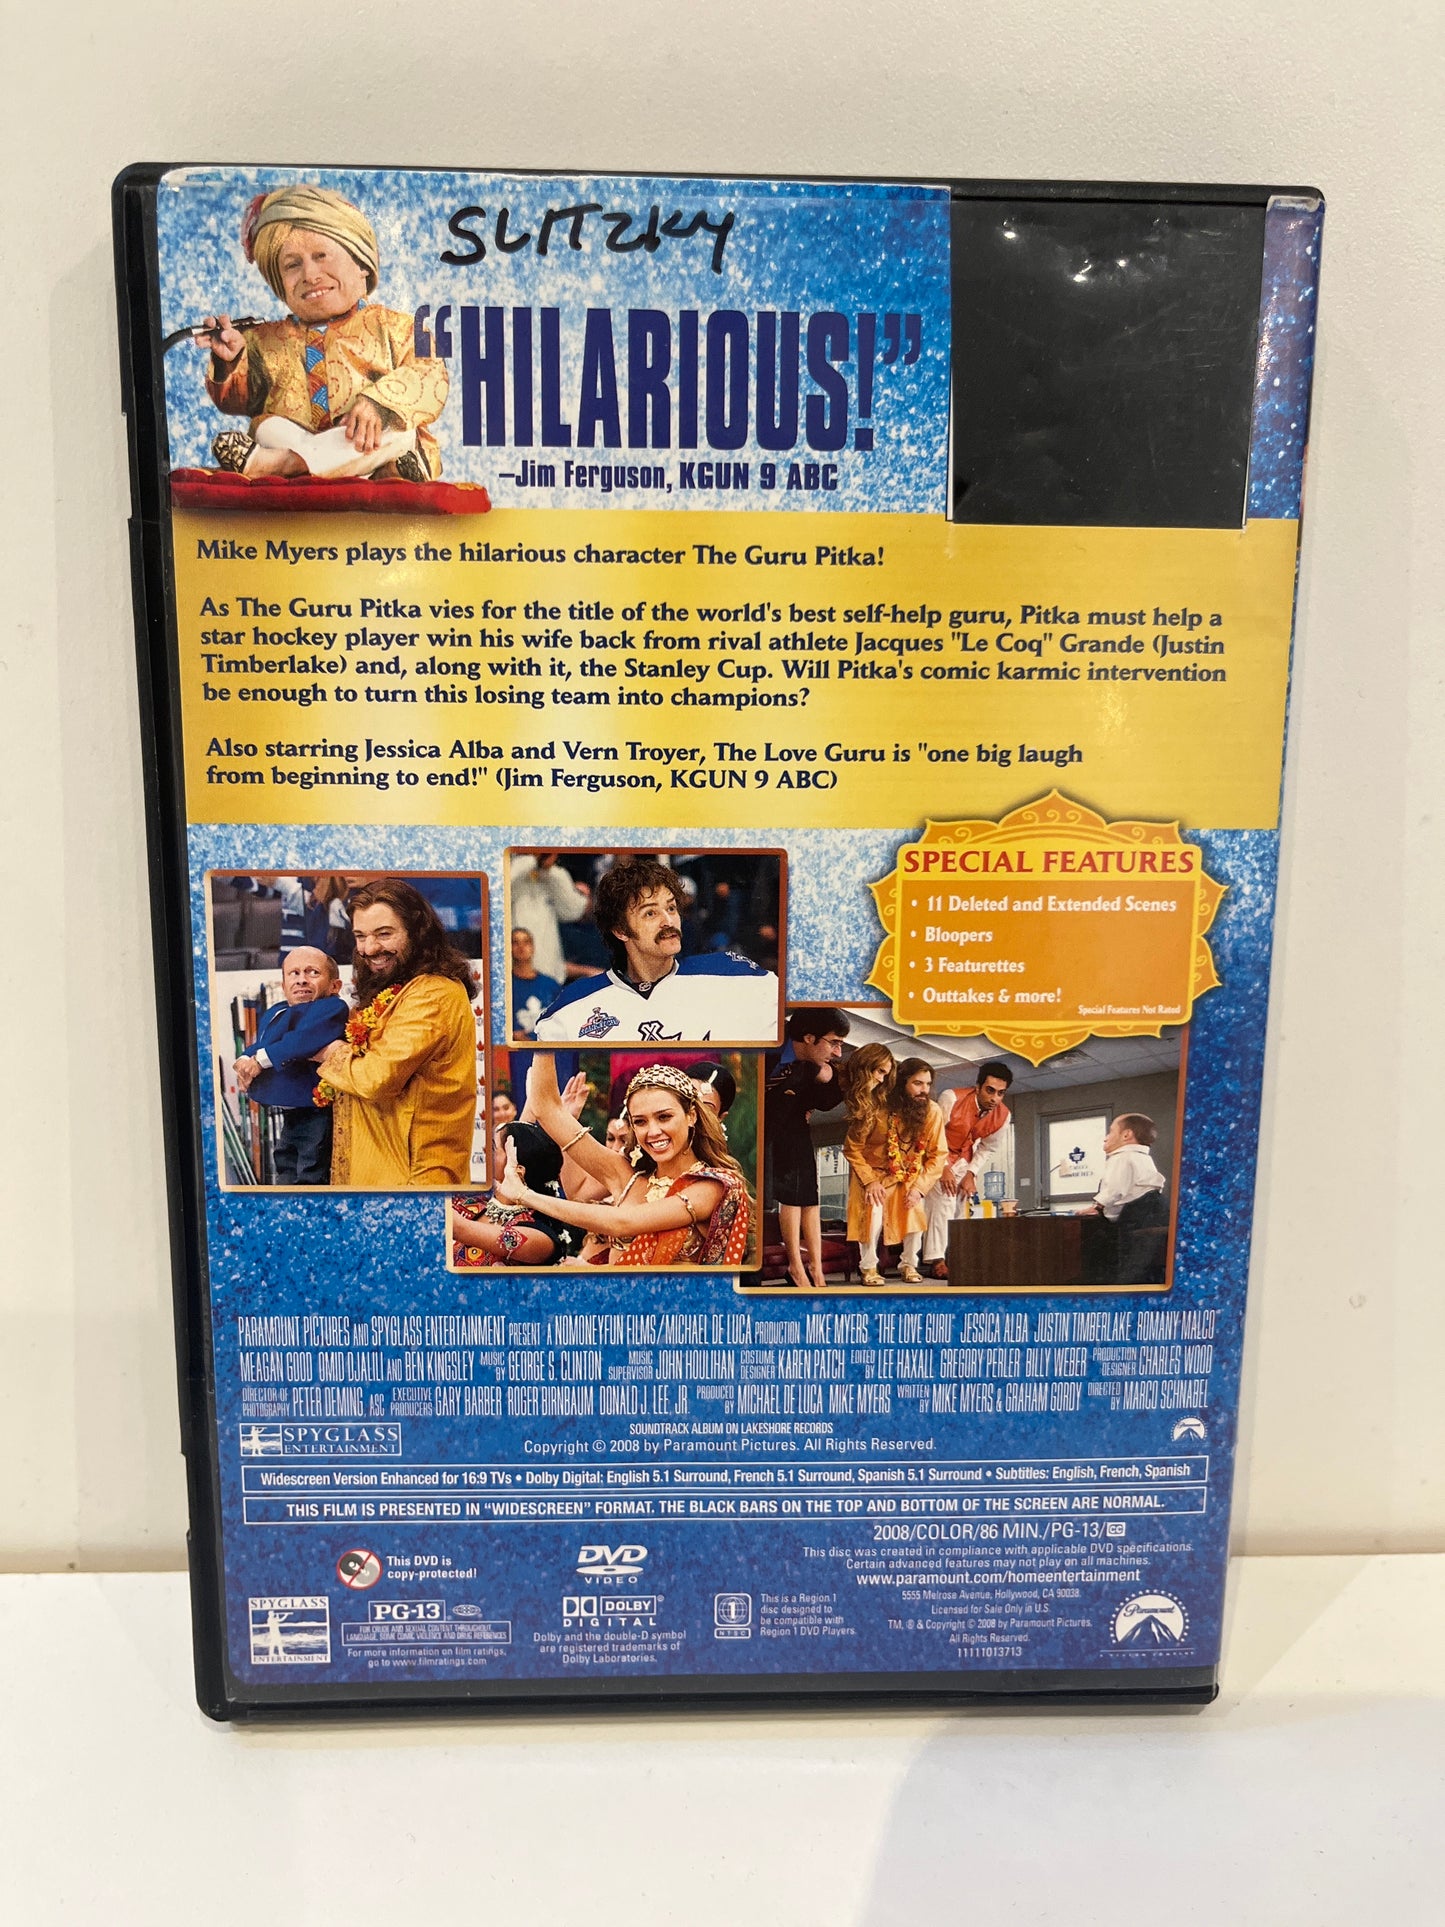 SLITZKY
"HILARIOUS!"
–Jim Ferguson, KGUN 9 ABC
Mike Myers plays the hilarious character The Guru Pitka!
As The Guru Pitka vies for the title of the world's best self-help guru, Pitka must help a
star hockey player win his wife back from rival athlete Jacques "Le Coq" Grande (Justin
Timberlake) and, along with it, the Stanley Cup. Will Pitka's comic karmic intervention
be enough to turn this losing team into champions?
Also starring Jessica Alba and Vern Troyer, The Love Guru is "one big laugh
from beginning to end!" (Jim Ferguson, KGUN 9 ABC)
SPECIAL FEATURES
• 11 Deleted and Extended Scenes
• Bloopers
• 3 Featurettes
• Outtakes & more!
Special Features Not Rated
PARAMOUNT PICTURES AND SPYGLASS ENTERTAINMENT PRESENT A NOMONEYFUN FILMS/MICHAEL DE LUCA PRODUCTION MIKE MYERS "THE LOVE GURU" JESSICA ALBA JUSTIN TIMBERLAKE ROMANY MALCO
MEAGAN GOOD OMID DJALILI AND BEN KINGSLEY MUSIC BY GEORGE S. CLINTON MUSIC SUPERVISOR JOHN HOULIHAN COSTUME DESIGNER KAREN PATCH EDITED BY LEE HAXALL GREGORY PERLER BILLY WEBER PRODUCTION DESIGNER CHARLES WOOD
DIRECTOR OF PHOTOGRAPHY PETER DEMING, ASC EXECUTIVE PRODUCERS GARY BARBER ROGER BIRNBAUM DONALD J. LEE, JR. PRODUCED BY MICHAEL DE LUCA MIKE MYERS WRITTEN BY MIKE MYERS & GRAHAM GORDY DIRECTED BY MARCO SCHNABEL
SPYGLASS
ENTERTAINMENT
SOUNDTRACK ALBUM ON LAKESHORE RECORDS
Copyright © 2008 by Paramount Pictures. All Rights Reserved.
Widescreen Version Enhanced for 16:9 TVs • Dolby Digital: English 5.1 Surround, French 5.1 Surround, Spanish 5.1 Surround • Subtitles: English, French, Spanish
THIS FILM IS PRESENTED IN "WIDESCREEN" FORMAT. THE BLACK BARS ON THE TOP AND BOTTOM OF THE SCREEN ARE NORMAL.
2008/COLOR/86 MIN./PG-13/CC
This disc was created in compliance with applicable DVD specifications.
Certain advanced features may not play on all machines.
www.paramount.com/homeentertainment
5555 Melrose Avenue, Hollywood, CA 90038.
Licensed for Sale Only in U.S.
TM, ® & Copyright © 2008 by Paramount Pictures.
All Rights Reserved.
11111013713
This DVD is
copy-protected!
DVD
VIDEO
SPYGLASS
ENTERTAINMENT
PG-13
FOR CRUDE AND SEXUAL CONTENT THROUGHOUT,
LANGUAGE, SOME COMIC VIOLENCE AND DRUG REFERENCES
For more information on film ratings,
go to www.filmratings.com
DOLBY
DIGITAL
Dolby and the double-D symbol
are registered trademarks of
Dolby Laboratories.
1
NTSC
This is a Region 1
disc designed to
be compatible with
Region 1 DVD Players.
Paramount